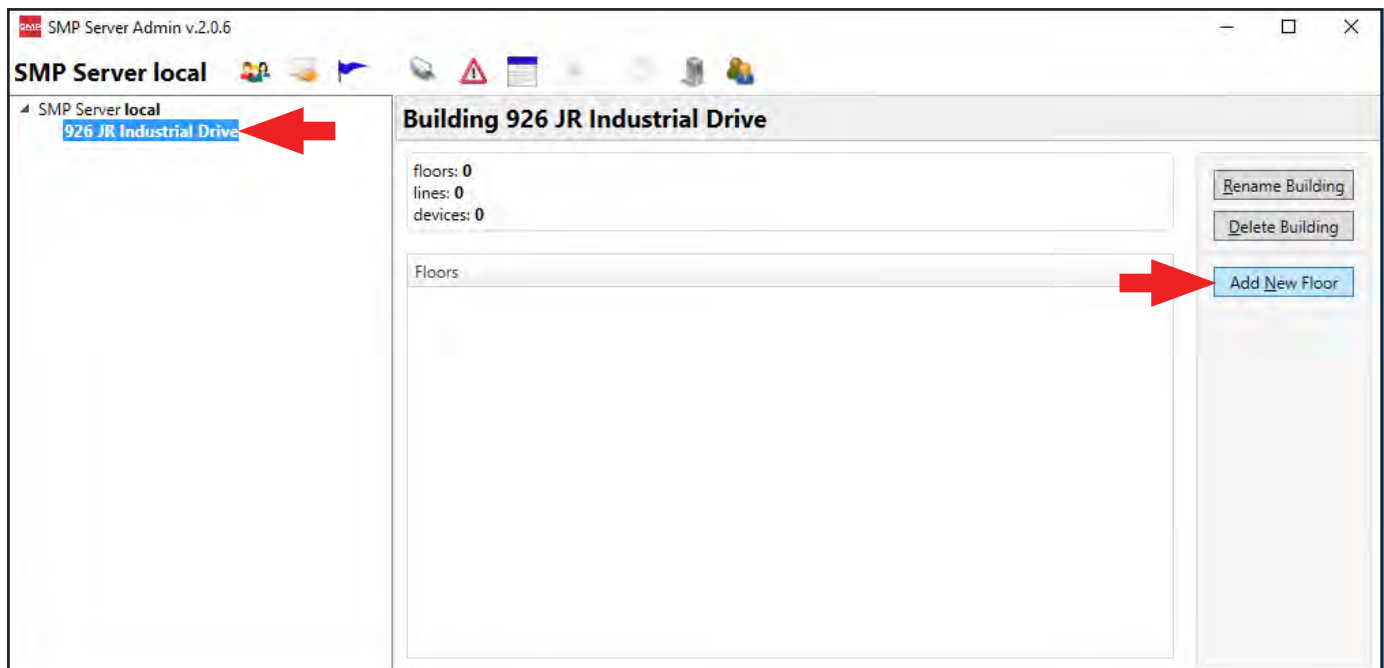 SMP SMP Server Admin v.2.0.6
SMP Server local
SMP Server local
926 JR Industrial Drive
Building 926 JR Industrial Drive
floors: 0
lines: 0
devices: 0
Floors
Rename Building
Delete Building
Add New Floor